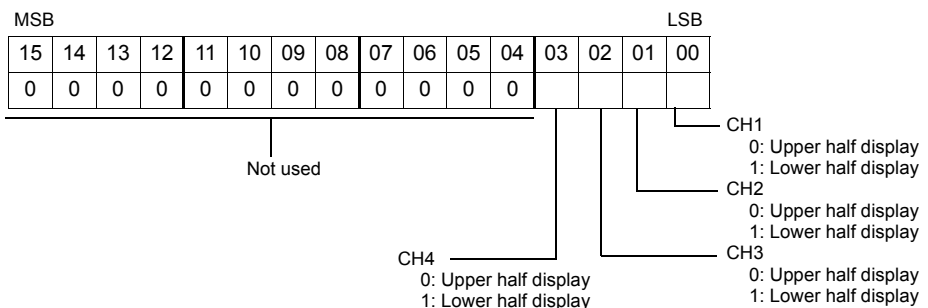 MSB LSB
15 14 13 12 11 10 09 08 07 06 05 04 03 02 01 00
0 0 0 0 0 0 0 0 0 0 0 0
Not used
CH1
0: Upper half display
1: Lower half display
CH2
0: Upper half display
1: Lower half display
CH3
0: Upper half display
1: Lower half display
CH4
0: Upper half display
1: Lower half display